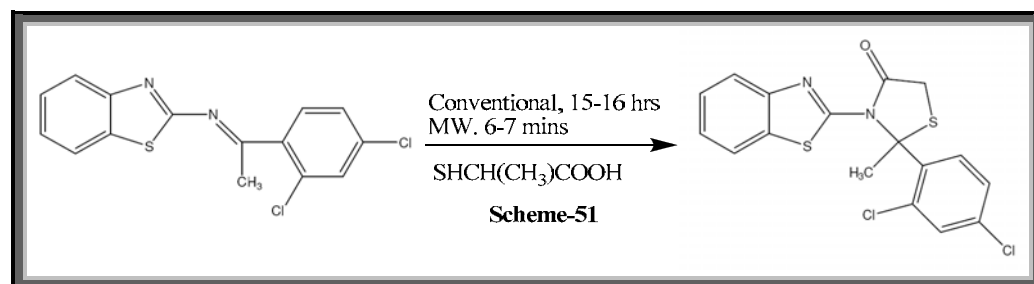 N
S
N
CH3
Cl
Cl
Conventional, 15-16 hrs
MW. 6-7 mins
SHCH(CH3)COOH
Scheme-51
O
N
N
S
S
H3C
Cl
Cl